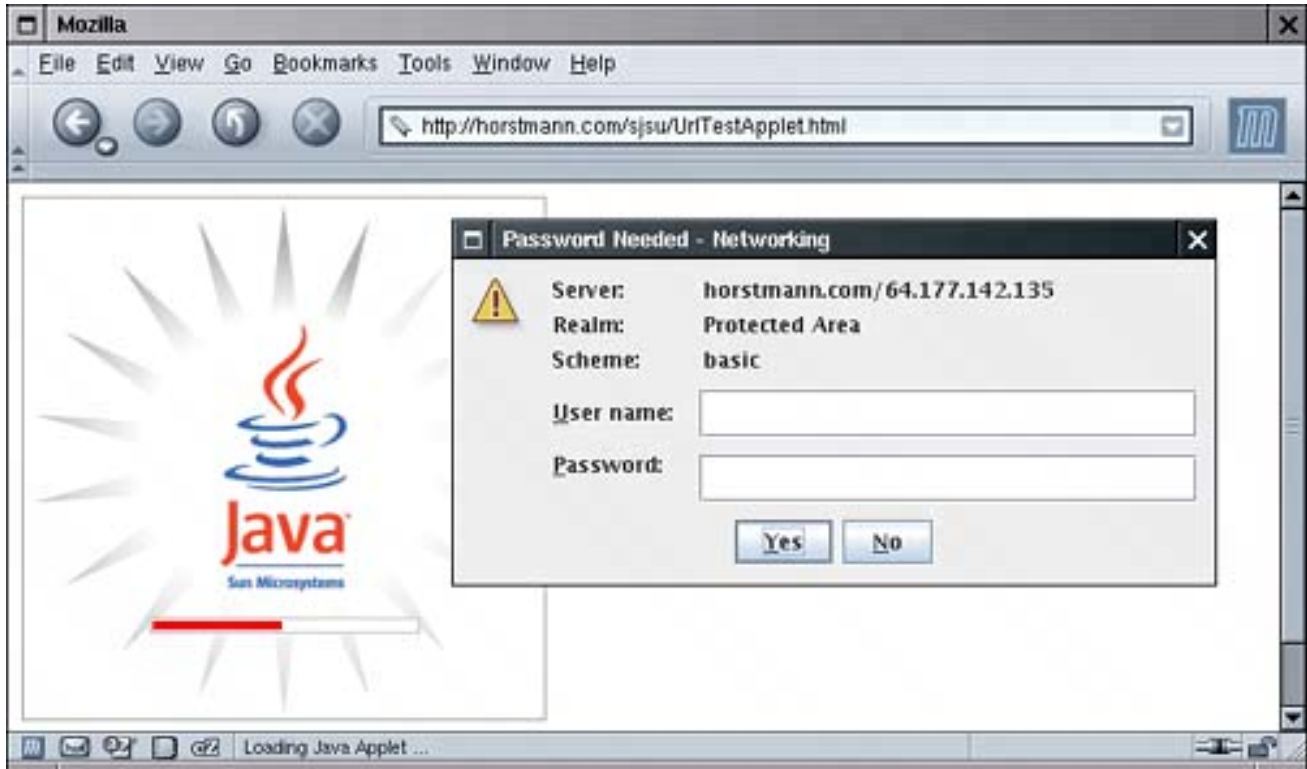 Mozilla
File Edit View Go Bookmarks Tools Window Help
http://horstmann.com/sjsu/UrlTestApplet.html
m
Password Needed - Networking
Server: horstmann.com/64.177.142.135
Realm: Protected Area
Scheme: basic
User name:
Password:
Yes No
Java
Sun Microsystems
Loading Java Applet ...